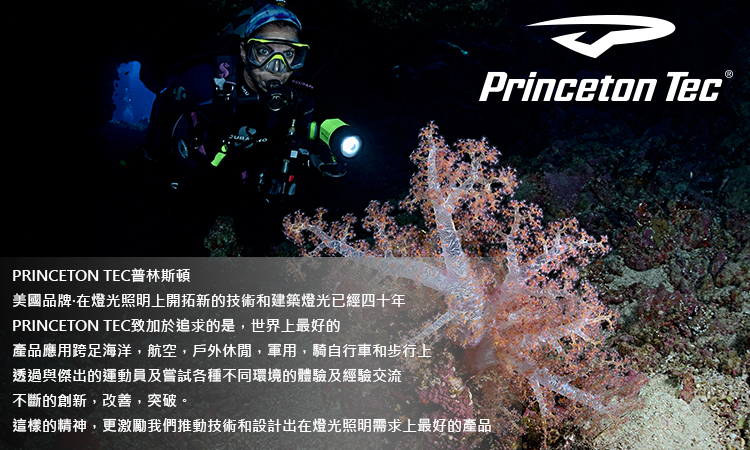 Princeton Tec®
PRINCETON TEC普林斯頓
美國品牌·在燈光照明上開拓新的技術和建築燈光已經四十年
PRINCETON TEC致加於追求的是，世界上最好的
產品應用跨足海洋，航空，戶外休閒，軍用，騎自行車和步行上
透過與傑出的運動員及嘗試各種不同環境的體驗及經驗交流
不斷的創新，改善，突破。
這樣的精神，更激勵我們推動技術和設計出在燈光照明需求上最好的產品